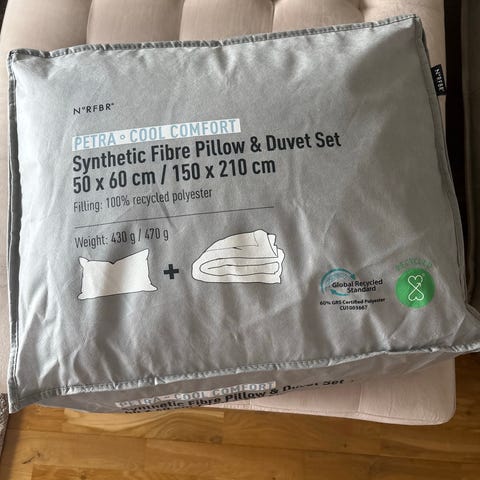 N°RFBR°
PETRA ° COOL COMFORT
Synthetic Fibre Pillow & Duvet Set
50 x 60 cm / 150 x 210 cm
Filling: 100% recycled polyester
Weight: 430 g / 470 g
+
Global Recycled
Standard
60% GRS Certified Polyester
CU1085667
RECYCLED
PETRA ° COOL COMFORT
Synthetic Fibre Pillow & Duvet Set